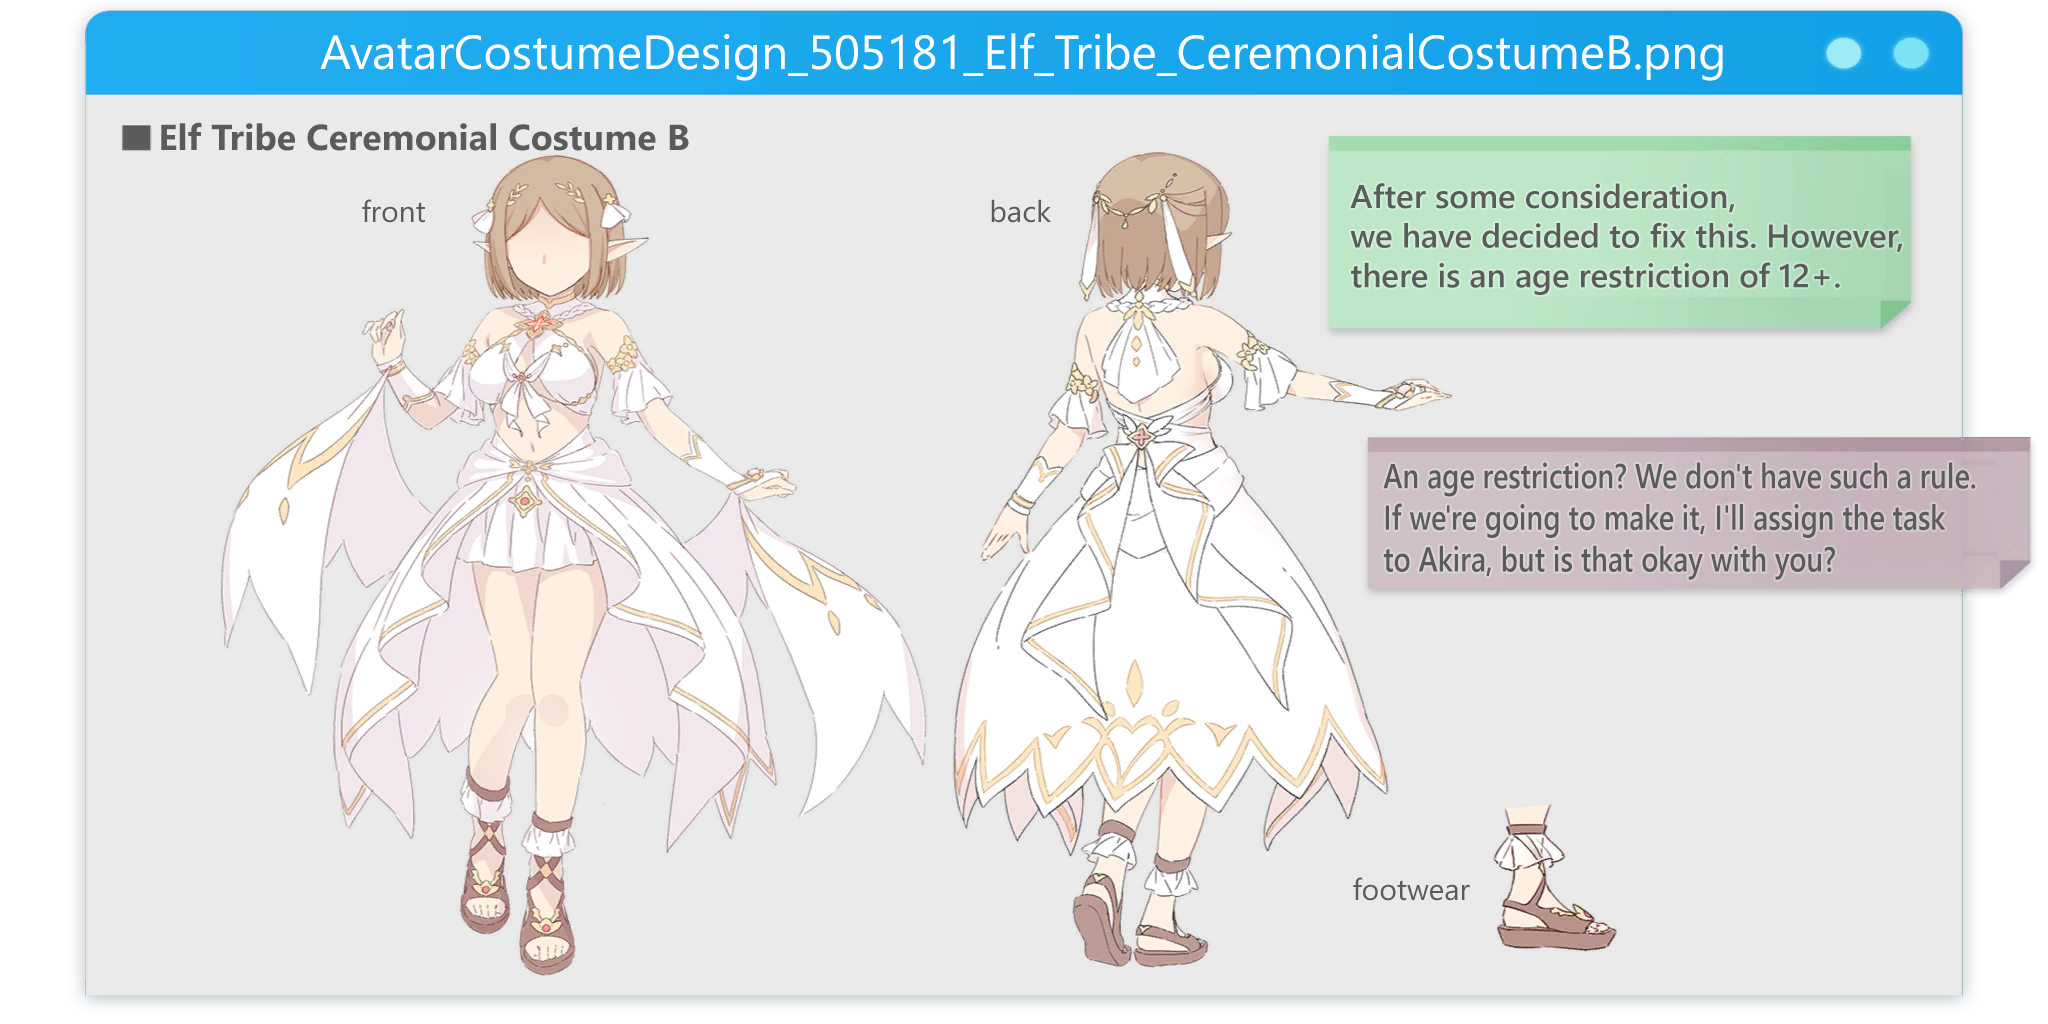 AvatarCostumeDesign_505181_Elf_Tribe_CeremonialCostumeB.png
■Elf Tribe Ceremonial Costume B
front
back
After some consideration,
we have decided to fix this. However,
there is an age restriction of 12+.
An age restriction? We don't have such a rule.
If we're going to make it, I'll assign the task
to Akira, but is that okay with you?
footwear